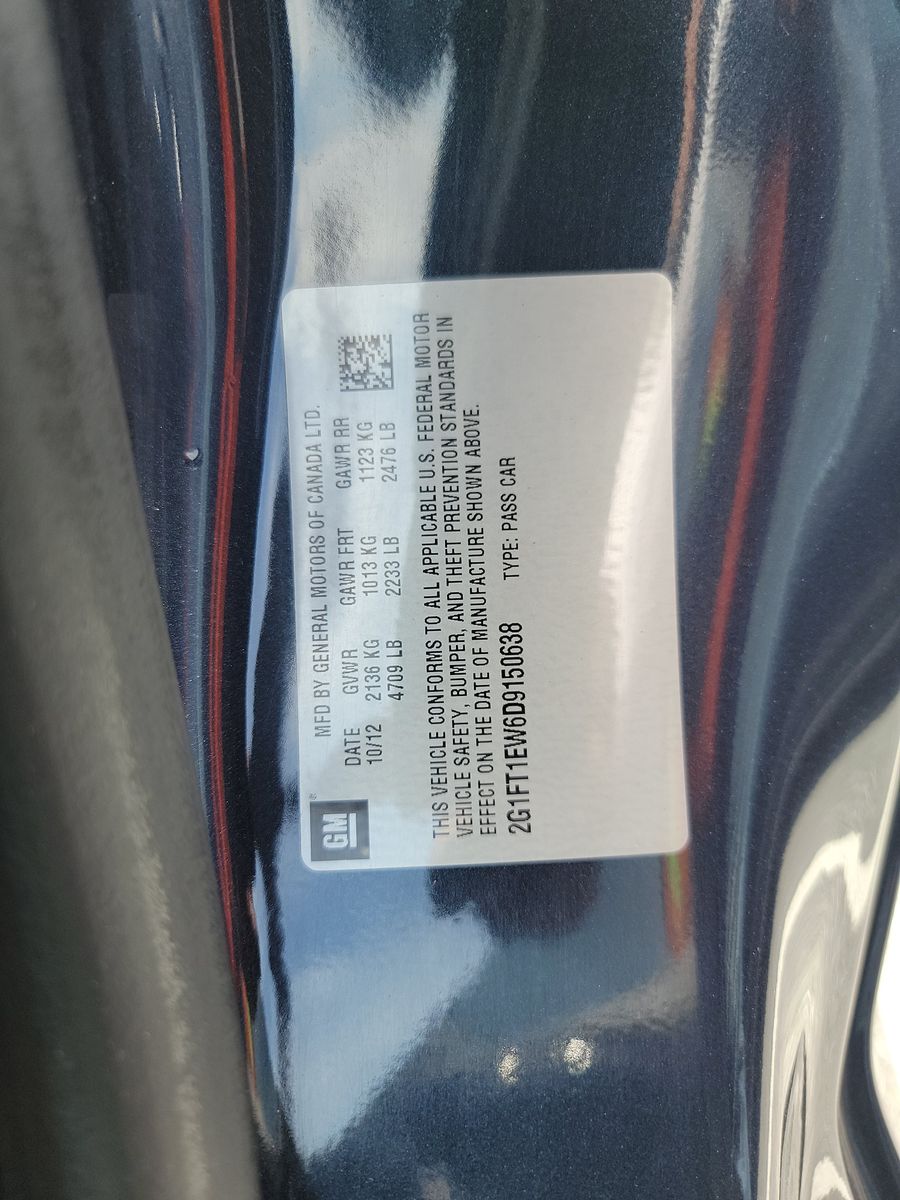 GM ®
MFD BY GENERAL MOTORS OF CANADA LTD.
DATE GVWR GAWR FRT GAWR RR
10/12 2136 KG 1013 KG 1123 KG
4709 LB 2233 LB 2476 LB
THIS VEHICLE CONFORMS TO ALL APPLICABLE U.S. FEDERAL MOTOR
VEHICLE SAFETY, BUMPER, AND THEFT PREVENTION STANDARDS IN
EFFECT ON THE DATE OF MANUFACTURE SHOWN ABOVE.
2G1FT1EW6D9150638 TYPE: PASS CAR